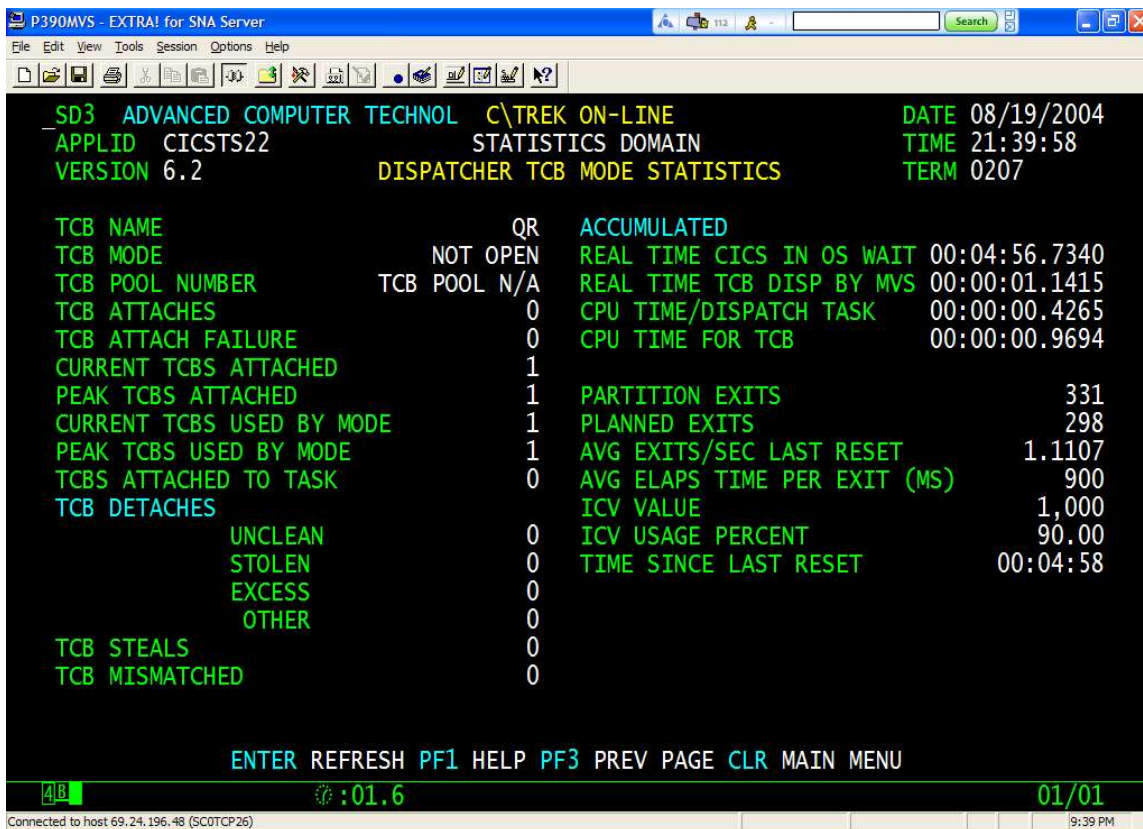 P390MVS - EXTRA! for SNA Server
112
Search
File Edit View Tools Session Options Help
SD3 ADVANCED COMPUTER TECHNOL C\TREK ON-LINE DATE 08/19/2004
APPLID CICSTS22 STATISTICS DOMAIN TIME 21:39:58
VERSION 6.2 DISPATCHER TCB MODE STATISTICS TERM 0207
TCB NAME QR ACCUMULATED
TCB MODE NOT OPEN REAL TIME CICS IN OS WAIT 00:04:56.7340
TCB POOL NUMBER TCB POOL N/A REAL TIME TCB DISP BY MVS 00:00:01.1415
TCB ATTACHES 0 CPU TIME/DISPATCH TASK 00:00:00.4265
TCB ATTACH FAILURE 0 CPU TIME FOR TCB 00:00:00.9694
CURRENT TCBS ATTACHED 1
PEAK TCBS ATTACHED 1 PARTITION EXITS 331
CURRENT TCBS USED BY MODE 1 PLANNED EXITS 298
PEAK TCBS USED BY MODE 1 AVG EXITS/SEC LAST RESET 1.1107
TCBS ATTACHED TO TASK 0 AVG ELAPS TIME PER EXIT (MS) 900
TCB DETACHES ICV VALUE 1,000
UNCLEAN 0 ICV USAGE PERCENT 90.00
STOLEN 0 TIME SINCE LAST RESET 00:04:58
EXCESS 0
OTHER 0
TCB STEALS 0
TCB MISMATCHED 0
ENTER REFRESH PF1 HELP PF3 PREV PAGE CLR MAIN MENU
4B :01.6 01/01
Connected to host 69.24.196.48 (SC0TCP26) 9:39 PM